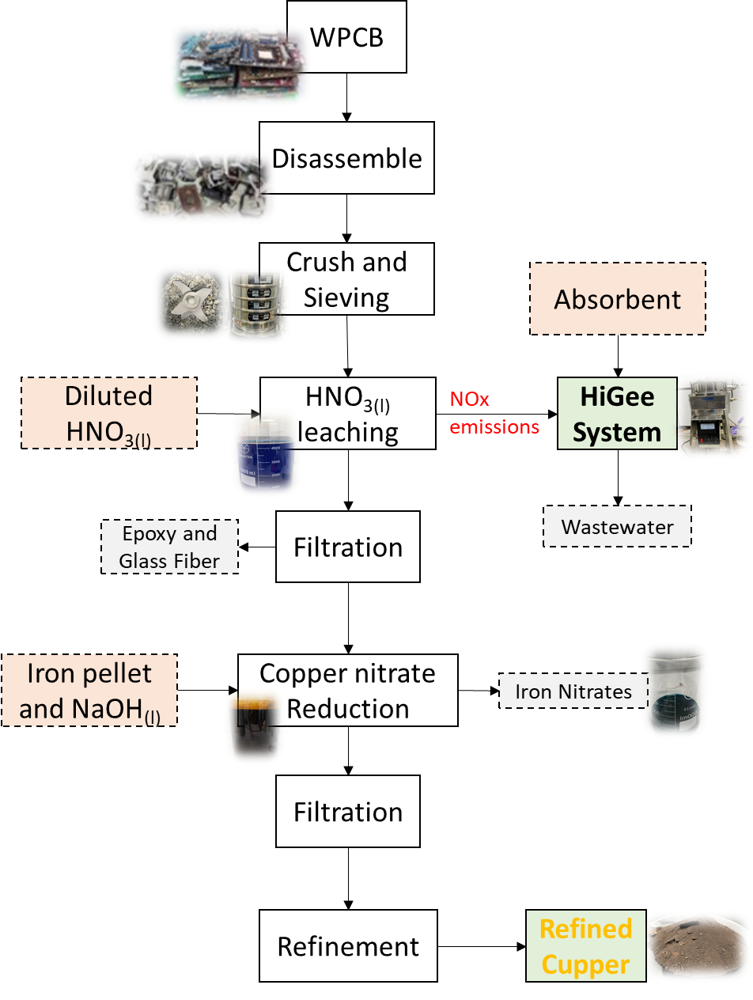 WPCB
Disassemble
Crush and
Sieving
Absorbent
Diluted
HNO3(l)
HNO3(l)
leaching
NOx
emissions
HiGee
System
Epoxy and
Glass Fiber
Filtration
Wastewater
Iron pellet
and NaOH(l)
Copper nitrate
Reduction
Iron Nitrates
Filtration
Refinement
Refined
Cupper